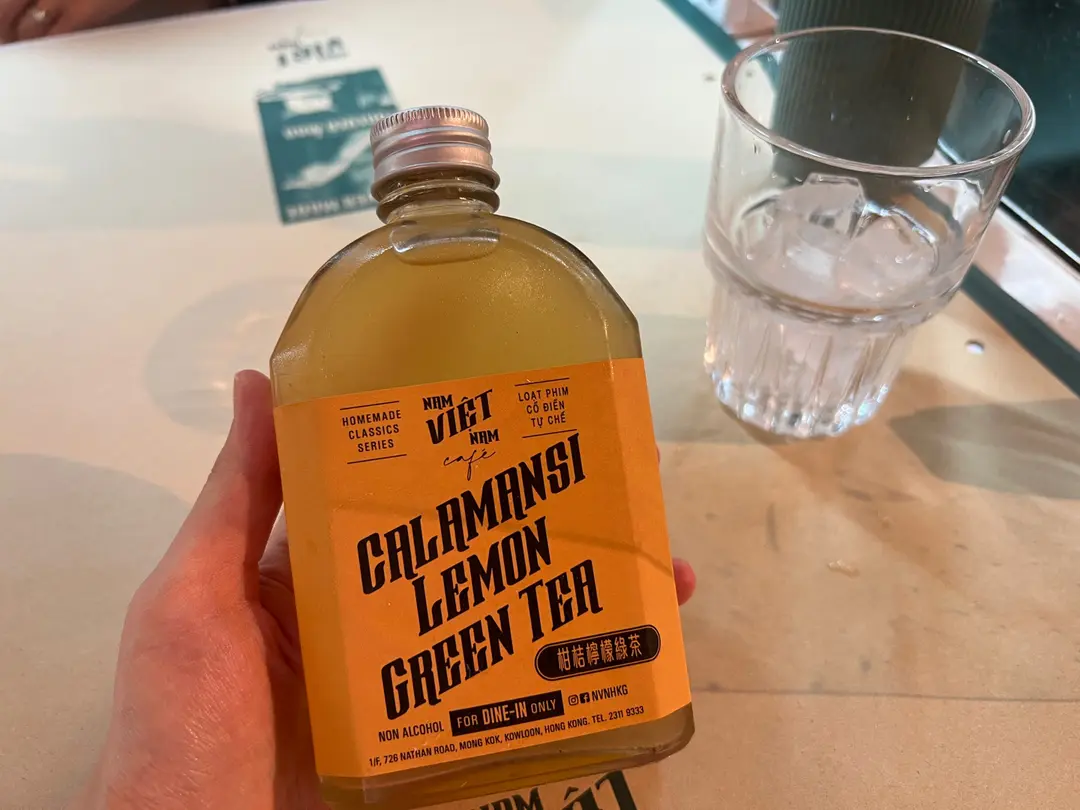 HOMEMADE
CLASSICS
SERIES
NAM
VIỆT
NAM
café
LOẠT PHIM
CỔ ĐIỂN
TỰ CHẾ
CALAMANSI
LEMON
GREEN TEA
柑桔檸檬綠茶
NON ALCOHOL
FOR DINE-IN ONLY
NVNHKG
1/F, 726 NATHAN ROAD, MONG KOK, KOWLOON, HONG KONG. TEL. 2311 9333
NAM